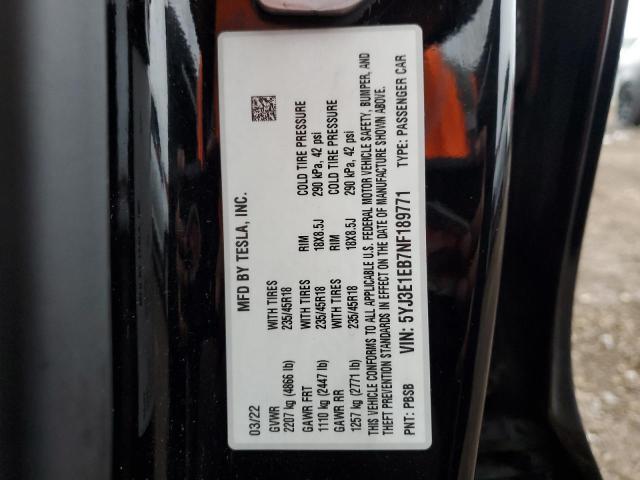 MFD BY TESLA, INC.
03/22
GVWR
2207 kg (4866 lb)
WITH TIRES
235/45R18
RIM
18X8.5J
COLD TIRE PRESSURE
290 kPa, 42 psi
GAWR FRT
1110 kg (2447 lb)
WITH TIRES
235/45R18
RIM
18X8.5J
COLD TIRE PRESSURE
290 kPa, 42 psi
GAWR RR
1257 kg (2771 lb)
THIS VEHICLE CONFORMS TO ALL APPLICABLE U.S. FEDERAL MOTOR VEHICLE SAFETY, BUMPER, AND
THEFT PREVENTION STANDARDS IN EFFECT ON THE DATE OF MANUFACTURE SHOWN ABOVE.
PNT: PBSB VIN: 5YJ3E1EB7NF189771 TYPE: PASSENGER CAR